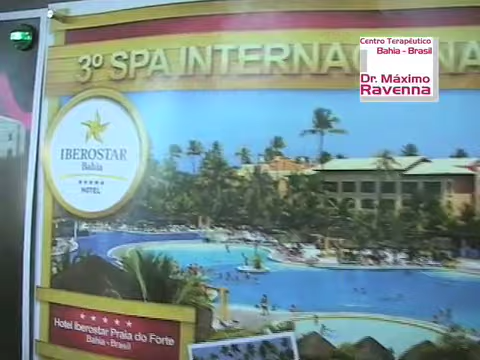 Centro Terapêutico
Bahia - Brasil
Dr. Máximo
Ravenna
3º SPA INTERNACIONA
IBEROSTAR
Bahia
★★★★★
HOTEL
★★★★★
Hotel Iberostar Praia do Forte
Bahia - Brasil